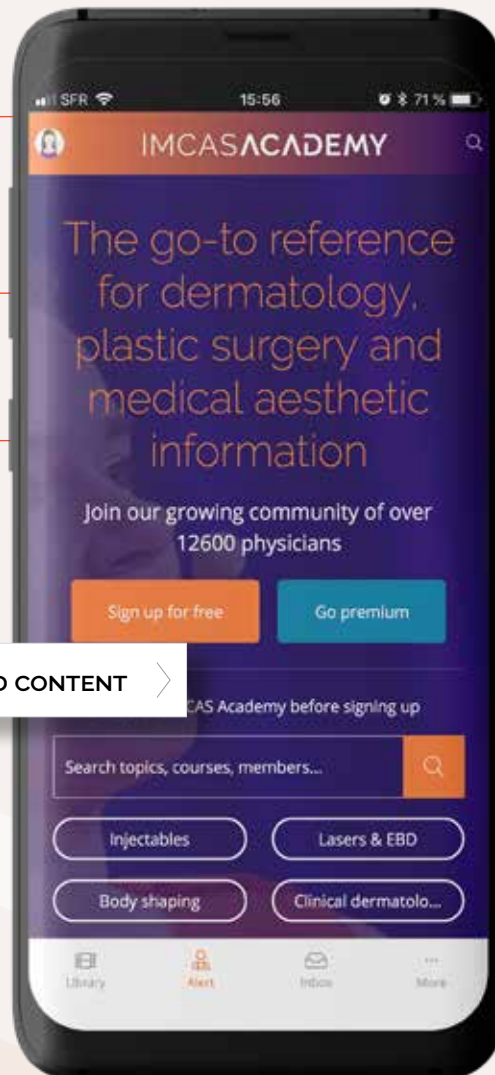 SFR 15:56 71 %
IMCASACADEMY
The go-to reference
for dermatology,
plastic surgery and
medical aesthetic
information
Join our growing community of over
12600 physicians
Sign up for free Go premium
CONTENT
CAS Academy before signing up
Search topics, courses, members...
Injectables Lasers & EBD
Body shaping Clinical dermatolo...
Library Alert Inbox More